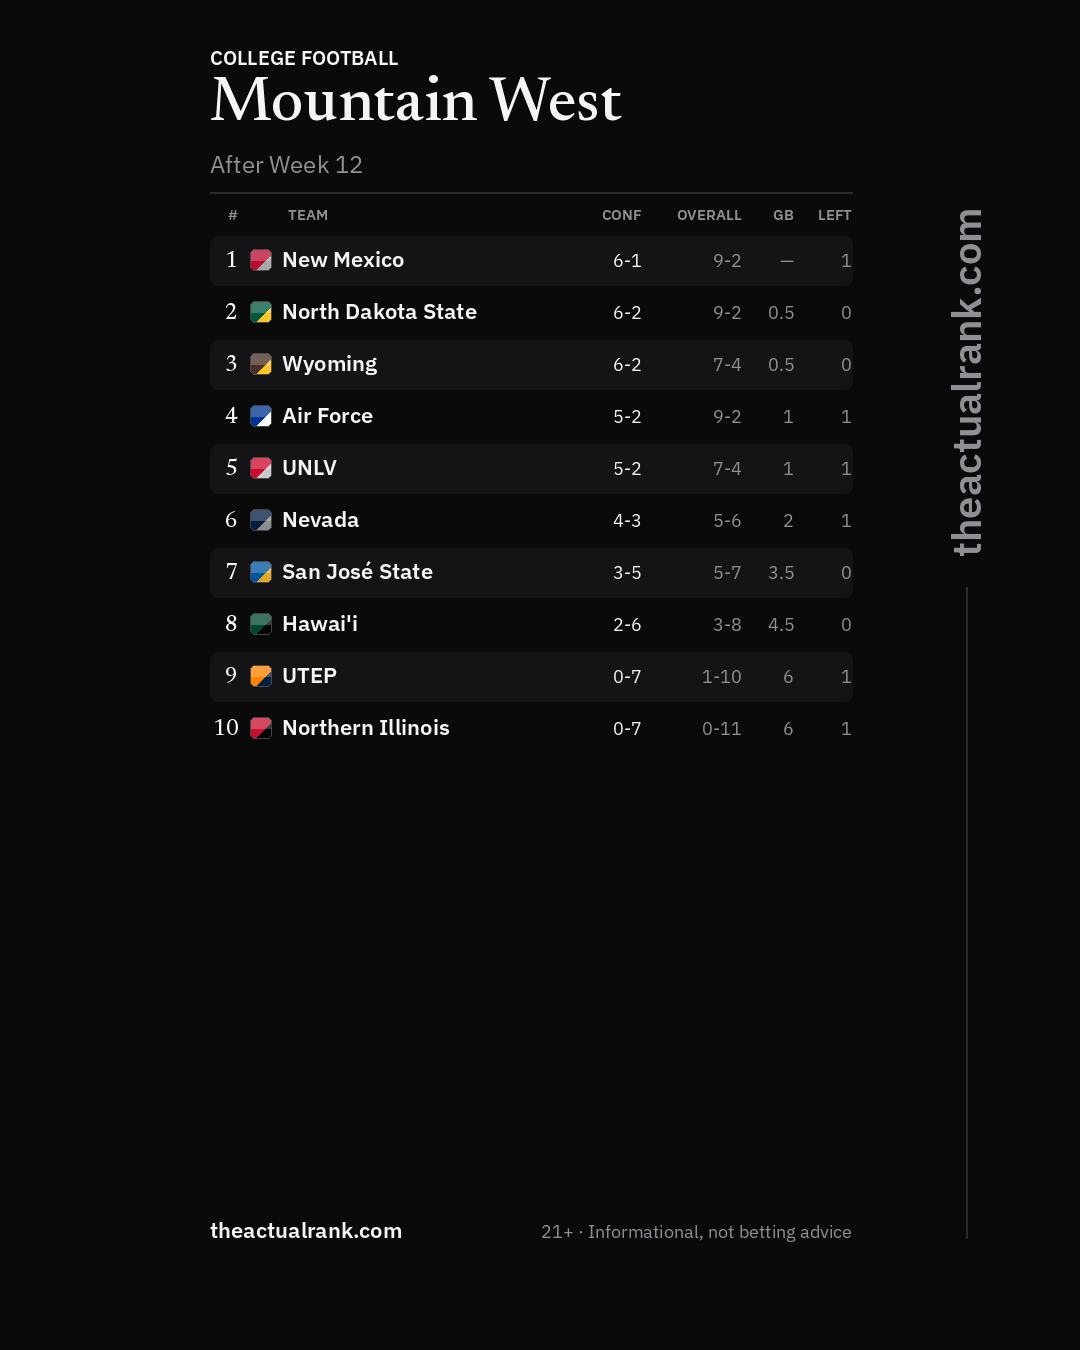 COLLEGE FOOTBALL
Mountain West
After Week 12
# TEAM CONF OVERALL GB LEFT
1 New Mexico 6-1 9-2 — 1
2 North Dakota State 6-2 9-2 0.5 0
3 Wyoming 6-2 7-4 0.5 0
4 Air Force 5-2 9-2 1 1
5 UNLV 5-2 7-4 1 1
6 Nevada 4-3 5-6 2 1
7 San José State 3-5 5-7 3.5 0
8 Hawai'i 2-6 3-8 4.5 0
9 UTEP 0-7 1-10 6 1
10 Northern Illinois 0-7 0-11 6 1
theactualrank.com
theactualrank.com 21+ · Informational, not betting advice